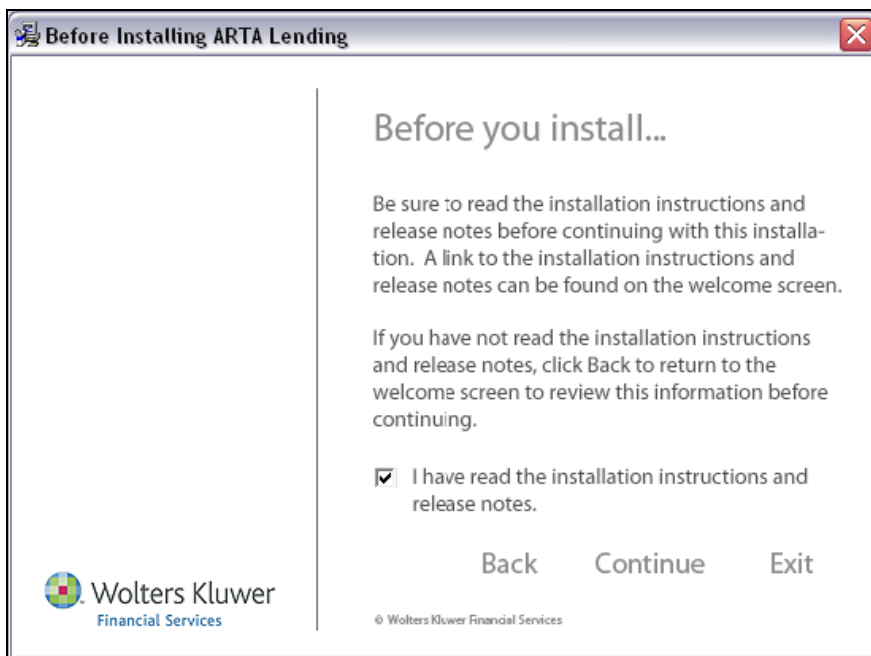 Before Installing ARTA Lending
Before you install...
Be sure to read the installation instructions and
release notes before continuing with this installa-
tion. A link to the installation instructions and
release notes can be found on the welcome screen.
If you have not read the installation instructions
and release notes, click Back to return to the
welcome screen to review this information before
continuing.
I have read the installation instructions and
release notes.
Back Continue Exit
Wolters Kluwer
Financial Services
© Wolters Kluwer Financial Services